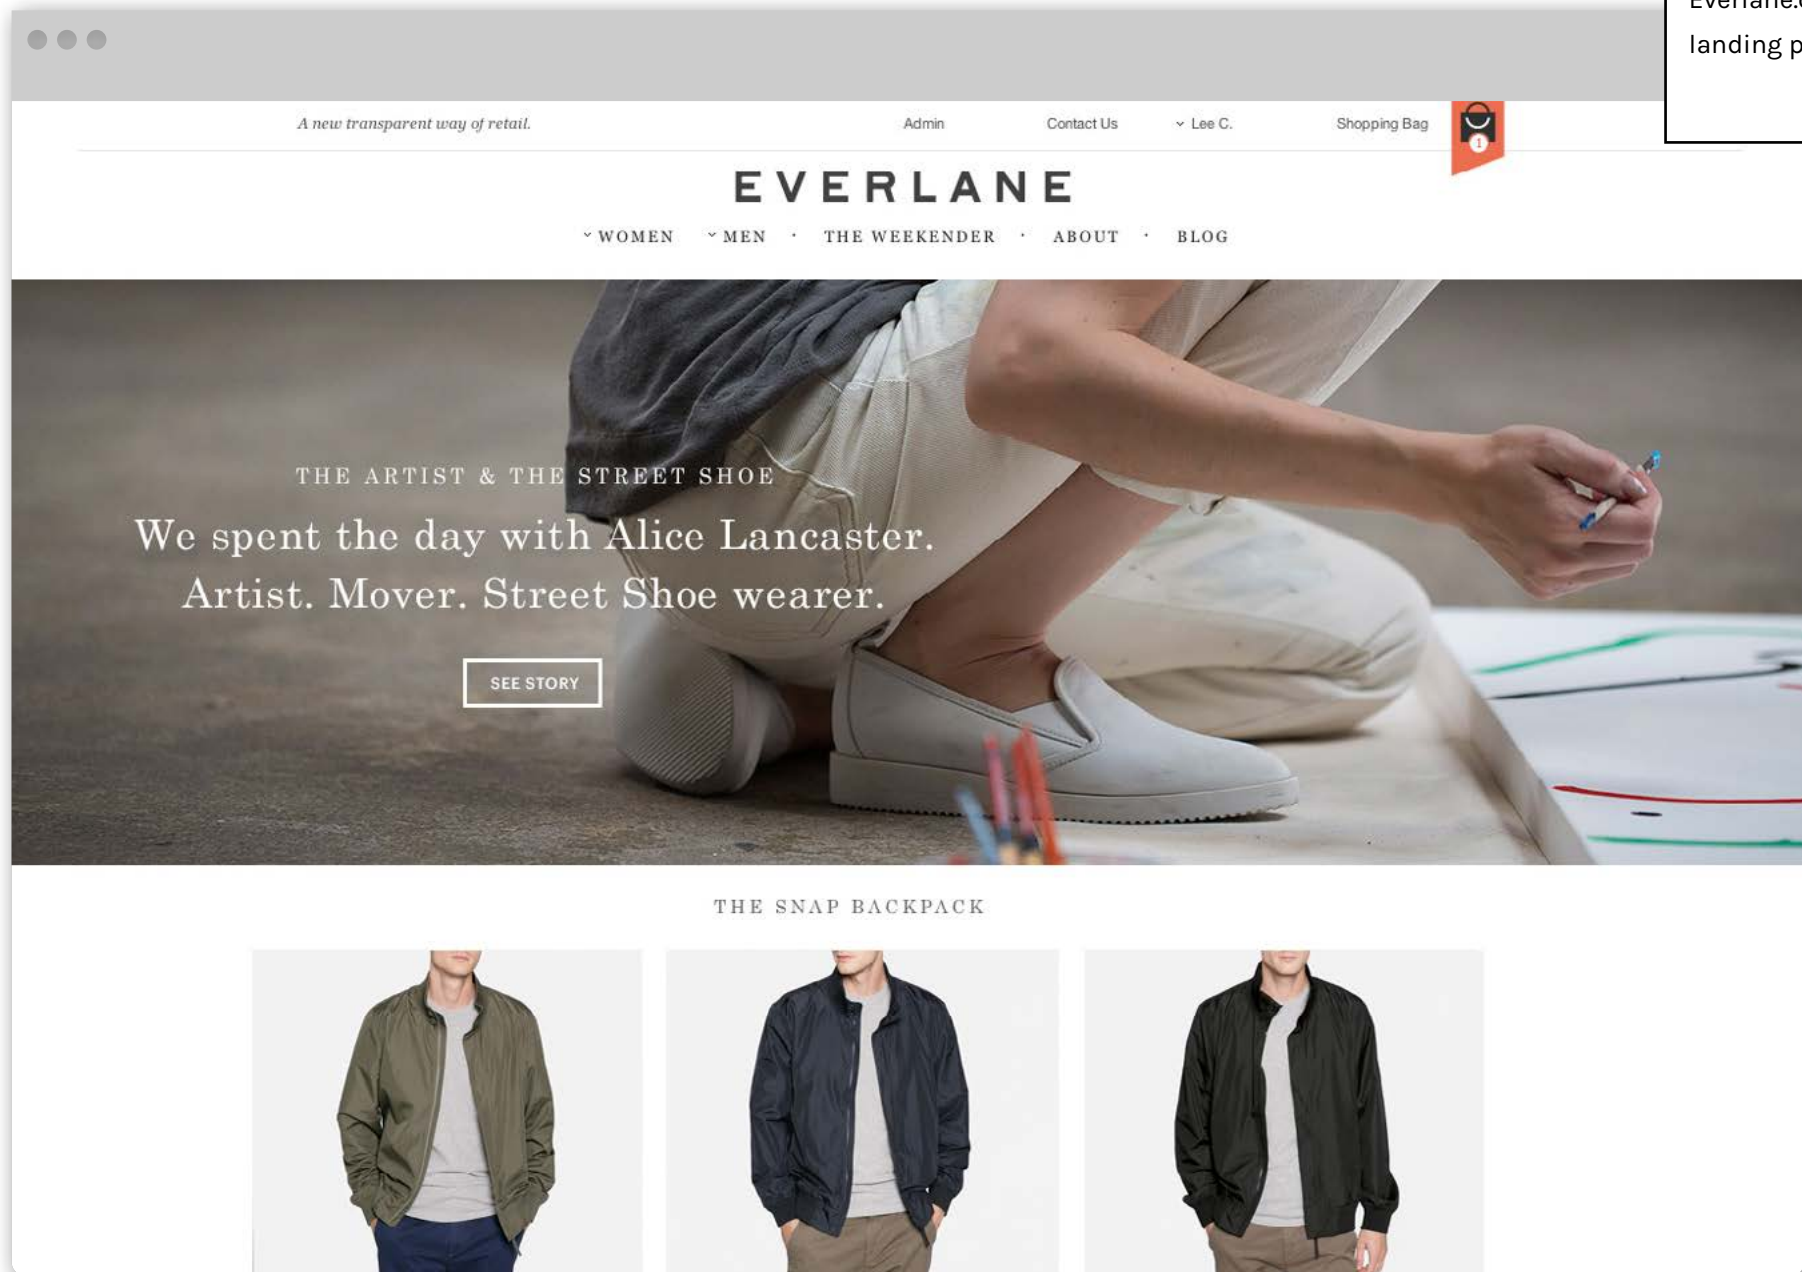 landing p
A new transparent way of retail.
Admin
Contact Us
Lee C.
Shopping Bag
1
EVERLANE
WOMEN MEN · THE WEEKENDER · ABOUT · BLOG
THE ARTIST & THE STREET SHOE
We spent the day with Alice Lancaster.
Artist. Mover. Street Shoe wearer.
SEE STORY
THE SNAP BACKPACK